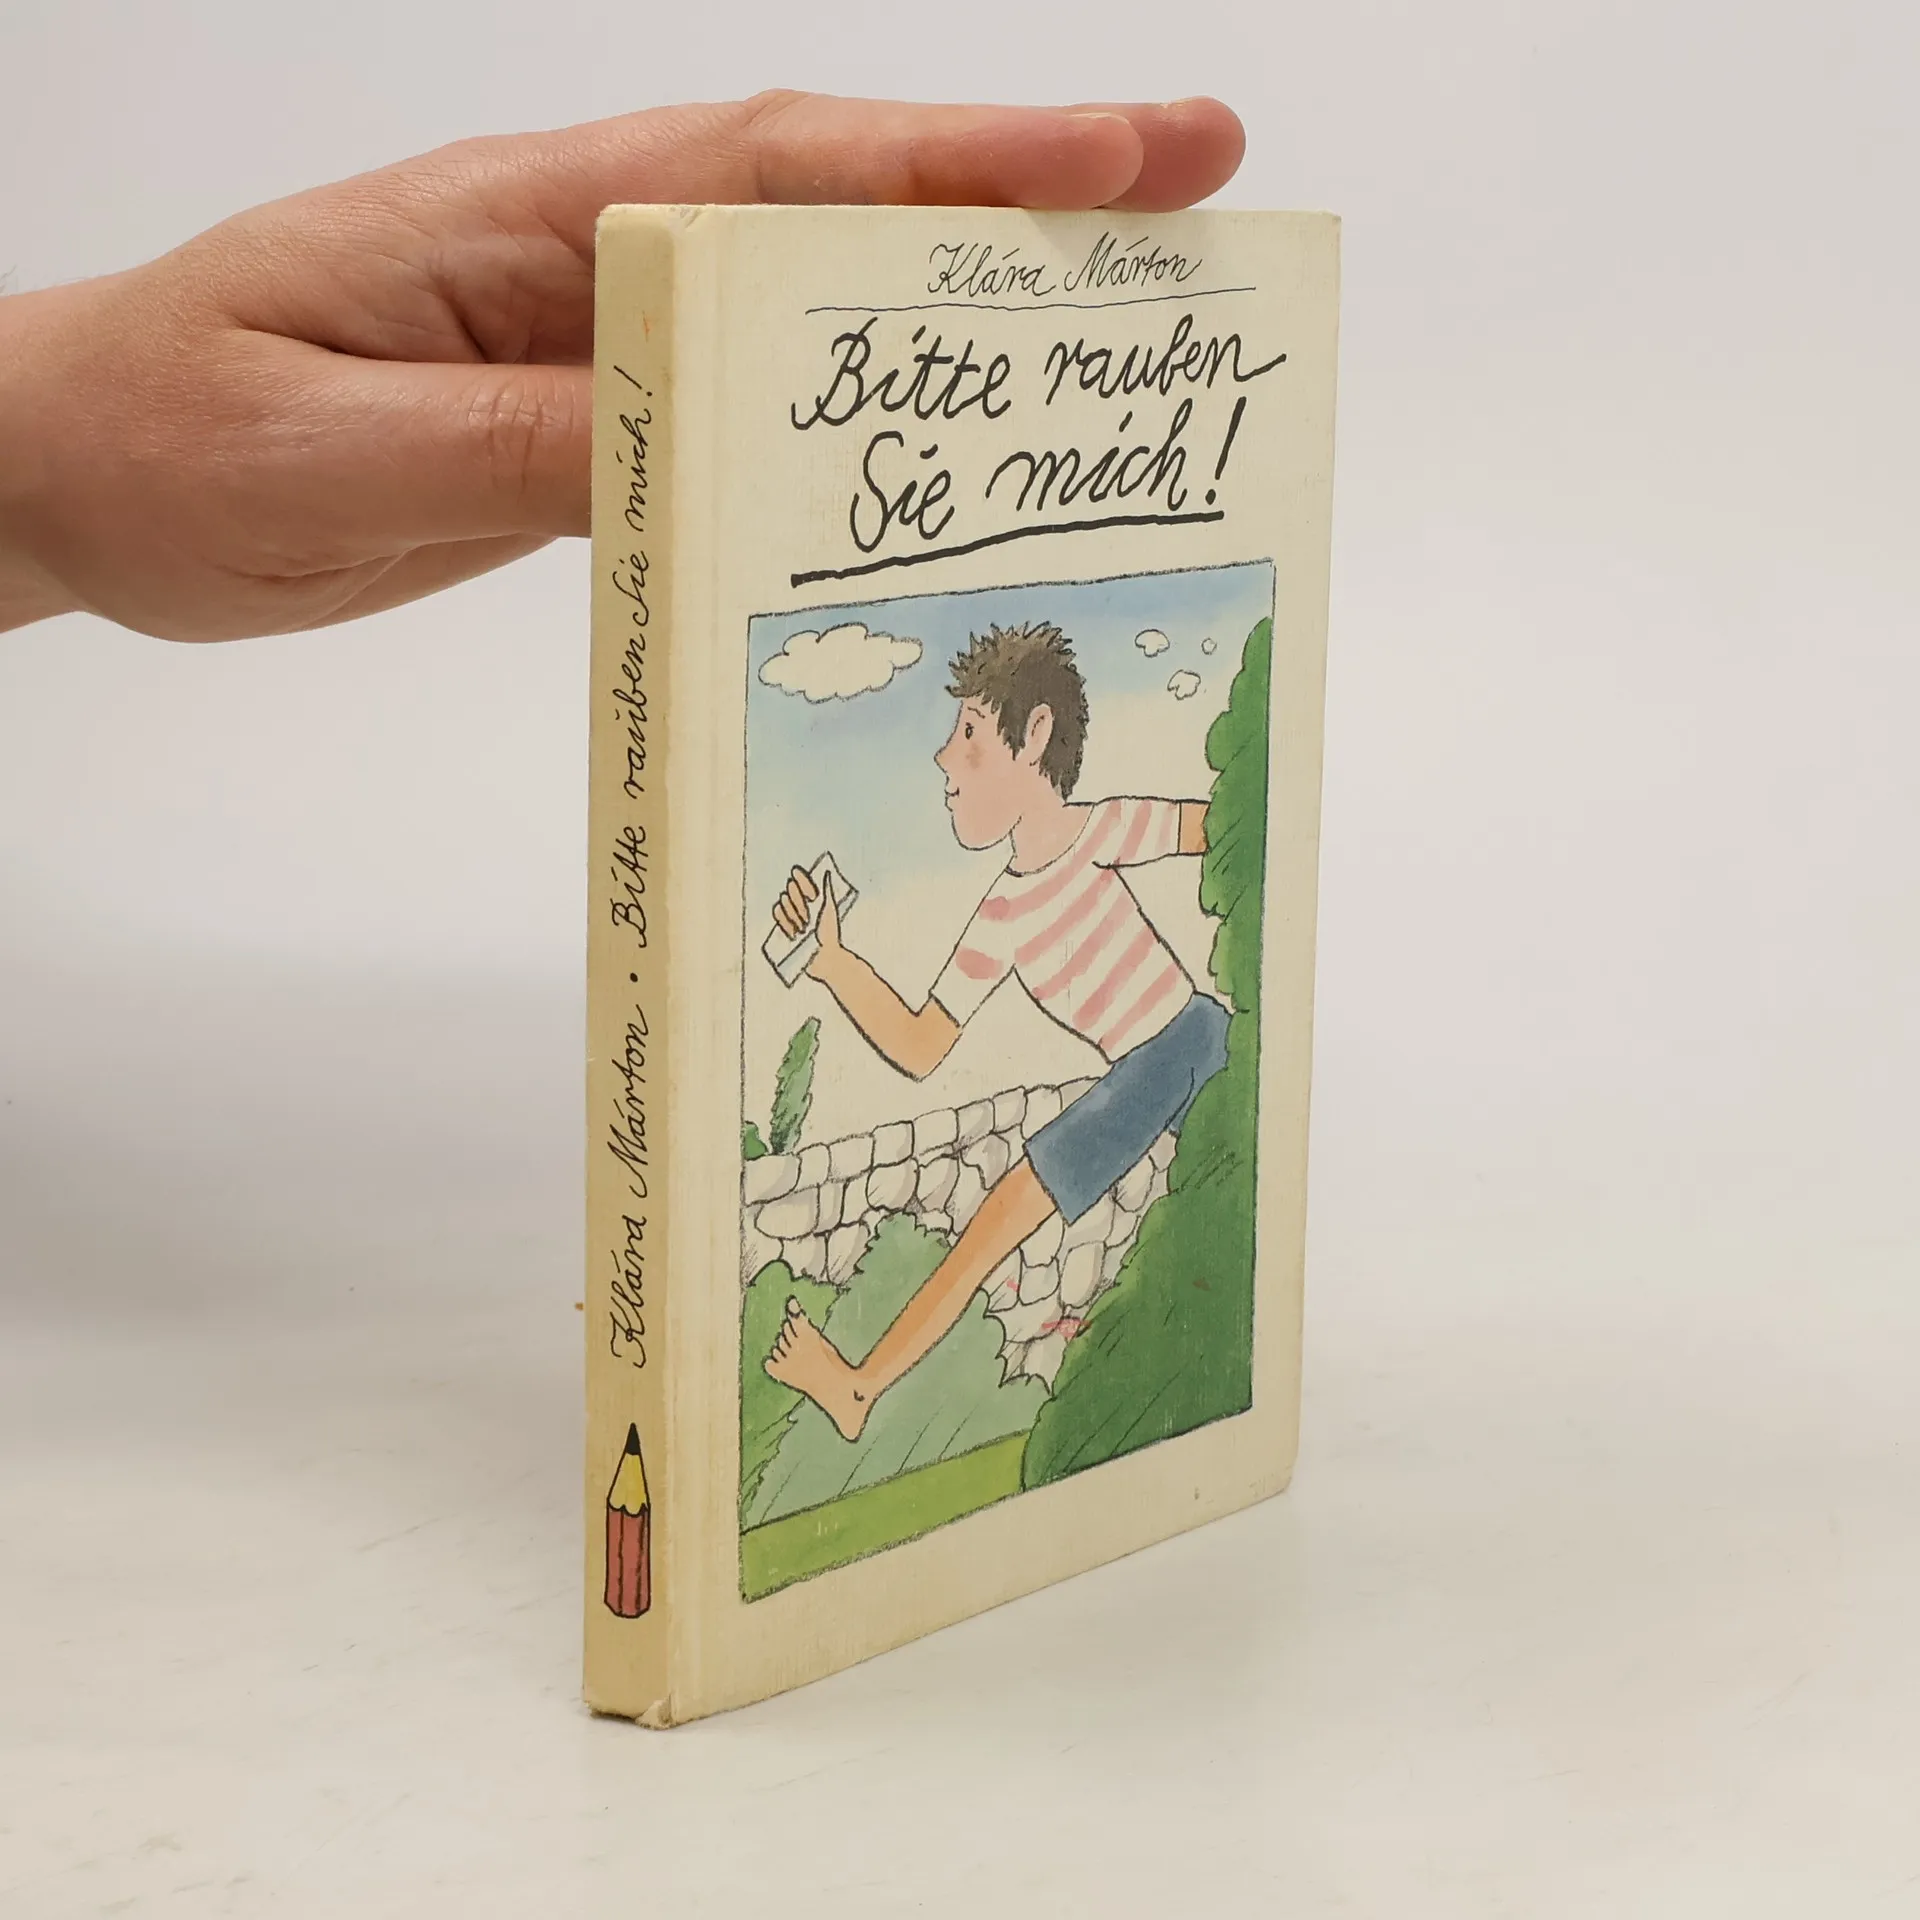 Klára Márton
Bitte rauben
Sie mich!
Klára Márton · Bitte rauben Sie mich!